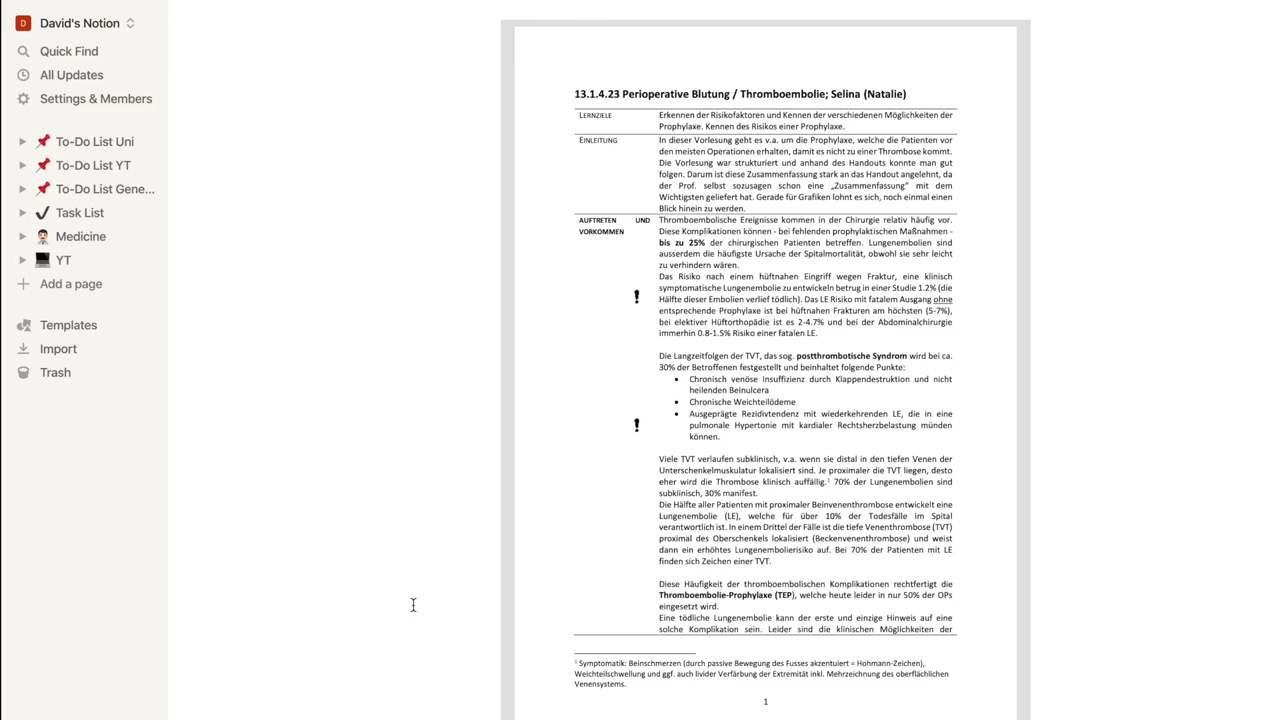 D David's Notion
Quick Find
All Updates
Settings & Members
To-Do List Uni
To-Do List YT
To-Do List Gene...
Task List
Medicine
YT
Add a page
Templates
Import
Trash
13.1.4.23 Perioperative Blutung / Thromboembolie; Selina (Natalie)
LERNZIELE
Erkennen der Risikofaktoren und Kennen der verschiedenen Möglichkeiten der
Prophylaxe. Kennen des Risikos einer Prophylaxe.
EINLEITUNG
In dieser Vorlesung geht es v.a. um die Prophylaxe, welche die Patienten vor
den meisten Operationen erhalten, damit es nicht zu einer Thrombose kommt.
Die Vorlesung war strukturiert und anhand des Handouts konnte man gut
folgen. Darum ist diese Zusammenfassung stark an das Handout angelehnt, da
der Prof. selbst sozusagen schon eine „Zusammenfassung" mit dem
Wichtigsten geliefert hat. Gerade für Grafiken lohnt es sich, noch einmal einen
Blick hinein zu werden.
AUFTRETEN UND
VORKOMMEN
Thromboembolische Ereignisse kommen in der Chirurgie relativ häufig vor.
Diese Komplikationen können - bei fehlenden prophylaktischen Maßnahmen -
bis zu 25% der chirurgischen Patienten betreffen. Lungenembolien sind
ausserdem die häufigste Ursache der Spitalmortalität, obwohl sie sehr leicht
zu verhindern wären.
Das Risiko nach einem hüftnahen Eingriff wegen Fraktur, eine klinisch
symptomatische Lungenembolie zu entwickeln betrug in einer Studie 1.2% (die
Hälfte dieser Embolien verlief tödlich). Das LE Risiko mit fatalem Ausgang ohne
entsprechende Prophylaxe ist bei hüftnahen Frakturen am höchsten (5-7%),
bei elektiver Hüftorthopädie ist es 2-4.7% und bei der Abdominalchirurgie
immerhin 0.8-1.5% Risiko einer fatalen LE.
Die Langzeitfolgen der TVT, das sog. postthrombotische Syndrom wird bei ca.
30% der Betroffenen festgestellt und beinhaltet folgende Punkte:
• Chronisch venöse Insuffizienz durch Klappendestruktion und nicht
heilenden Beinulcera
• Chronische Weichteilödeme
• Ausgeprägte Rezidivtendenz mit wiederkehrenden LE, die in eine
pulmonale Hypertonie mit kardialer Rechtsherzbelastung münden
können.
Viele TVT verlaufen subklinisch, v.a. wenn sie distal in den tiefen Venen der
Unterschenkelmuskulatur lokalisiert sind. Je proximaler die TVT liegen, desto
eher wird die Thrombose klinisch auffällig.¹ 70% der Lungenembolien sind
subklinisch, 30% manifest.
Die Hälfte aller Patienten mit proximaler Beinvenenthrombose entwickelt eine
Lungenembolie (LE), welche für über 10% der Todesfälle im Spital
verantwortlich ist. In einem Drittel der Fälle ist die tiefe Venenthrombose (TVT)
proximal des Oberschenkels lokalisiert (Beckenvenenthrombose) und weist
dann ein erhöhtes Lungenembolierisiko auf. Bei 70% der Patienten mit LE
finden sich Zeichen einer TVT.
Diese Häufigkeit der thromboembolischen Komplikationen rechtfertigt die
Thromboembolie-Prophylaxe (TEP), welche heute leider in nur 50% der OPs
eingesetzt wird.
Eine tödliche Lungenembolie kann der erste und einzige Hinweis auf eine
solche Komplikation sein. Leider sind die klinischen Möglichkeiten der
¹ Symptomatik: Beinschmerzen (durch passive Bewegung des Fusses akzentuiert = Hohmann-Zeichen),
Weichteilschwellung und ggf. auch livider Verfärbung der Extremität inkl. Mehrzeichnung des oberflächlichen
Venensystems.
1